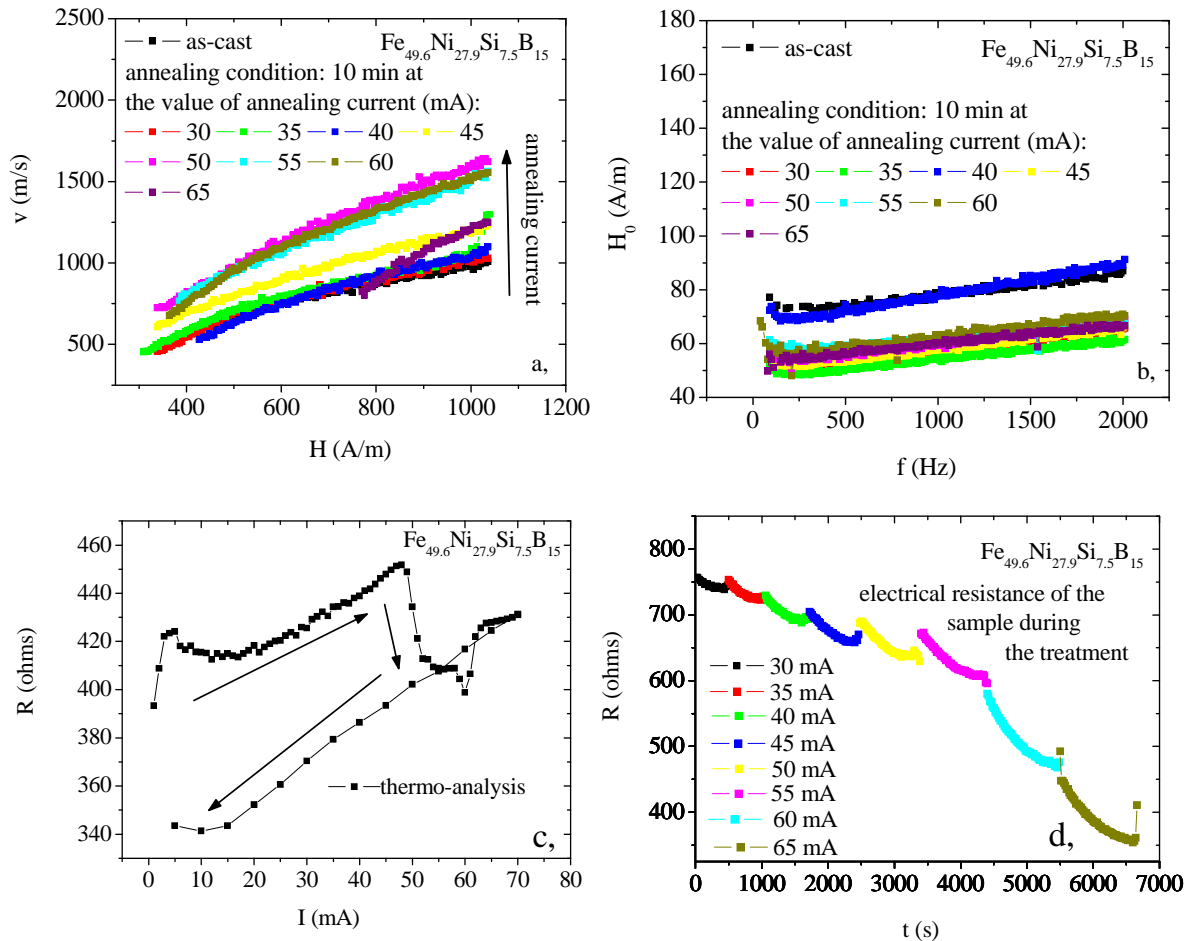 as-cast
Fe49.6Ni27.9Si7.5B15
annealing condition: 10 min at
the value of annealing current (mA):
30 35 40 45
50 55 60
65
annealing current
2500
2000
1500
1000
500
v (m/s)
400 600 800 1000 1200
H (A/m)
a,
as-cast
Fe49.6Ni27.9Si7.5B15
annealing condition: 10 min at
the value of annealing current (mA):
30 35 40 45
50 55 60
65
180
160
140
120
100
80
60
40
H0 (A/m)
0 500 1000 1500 2000
f (Hz)
b,
Fe49.6Ni27.9Si7.5B15
460
440
420
400
380
360
340
R (ohms)
thermo-analysis
0 10 20 30 40 50 60 70 80
I (mA)
c,
Fe49.6Ni27.9Si7.5B15
electrical resistance of the
sample during
the treatment
30 mA
35 mA
40 mA
45 mA
50 mA
55 mA
60 mA
65 mA
800
700
600
500
400
R (ohms)
0 1000 2000 3000 4000 5000 6000 7000
t (s)
d,